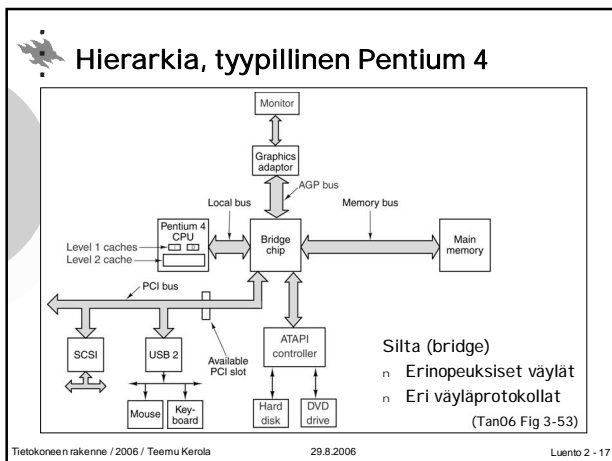 Hierarkia, tyypillinen Pentium 4
Monitor
Graphics
adaptor
AGP bus
Local bus
Memory bus
Pentium 4
CPU
Level 1 caches
I D
Level 2 cache
Bridge
chip
Main
memory
PCI bus
SCSI
USB 2
Available
PCI slot
ATAPI
controller
Mouse
Key-
board
Hard
disk
DVD
drive
Silta (bridge)
n Erinopeuksiset väylät
n Eri väyläprotokollat
(Tan06 Fig 3-53)
Tietokoneen rakenne / 2006 / Teemu Kerola
29.8.2006
Luento 2 - 17